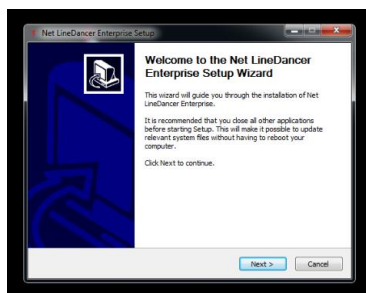 Net LineDancer Enterprise Setup
Welcome to the Net LineDancer
Enterprise Setup Wizard
This wizard will guide you through the installation of Net
LineDancer Enterprise.
It is recommended that you close all other applications
before starting Setup. This will make it possible to update
relevant system files without having to reboot your
computer.
Click Next to continue.
Next >
Cancel